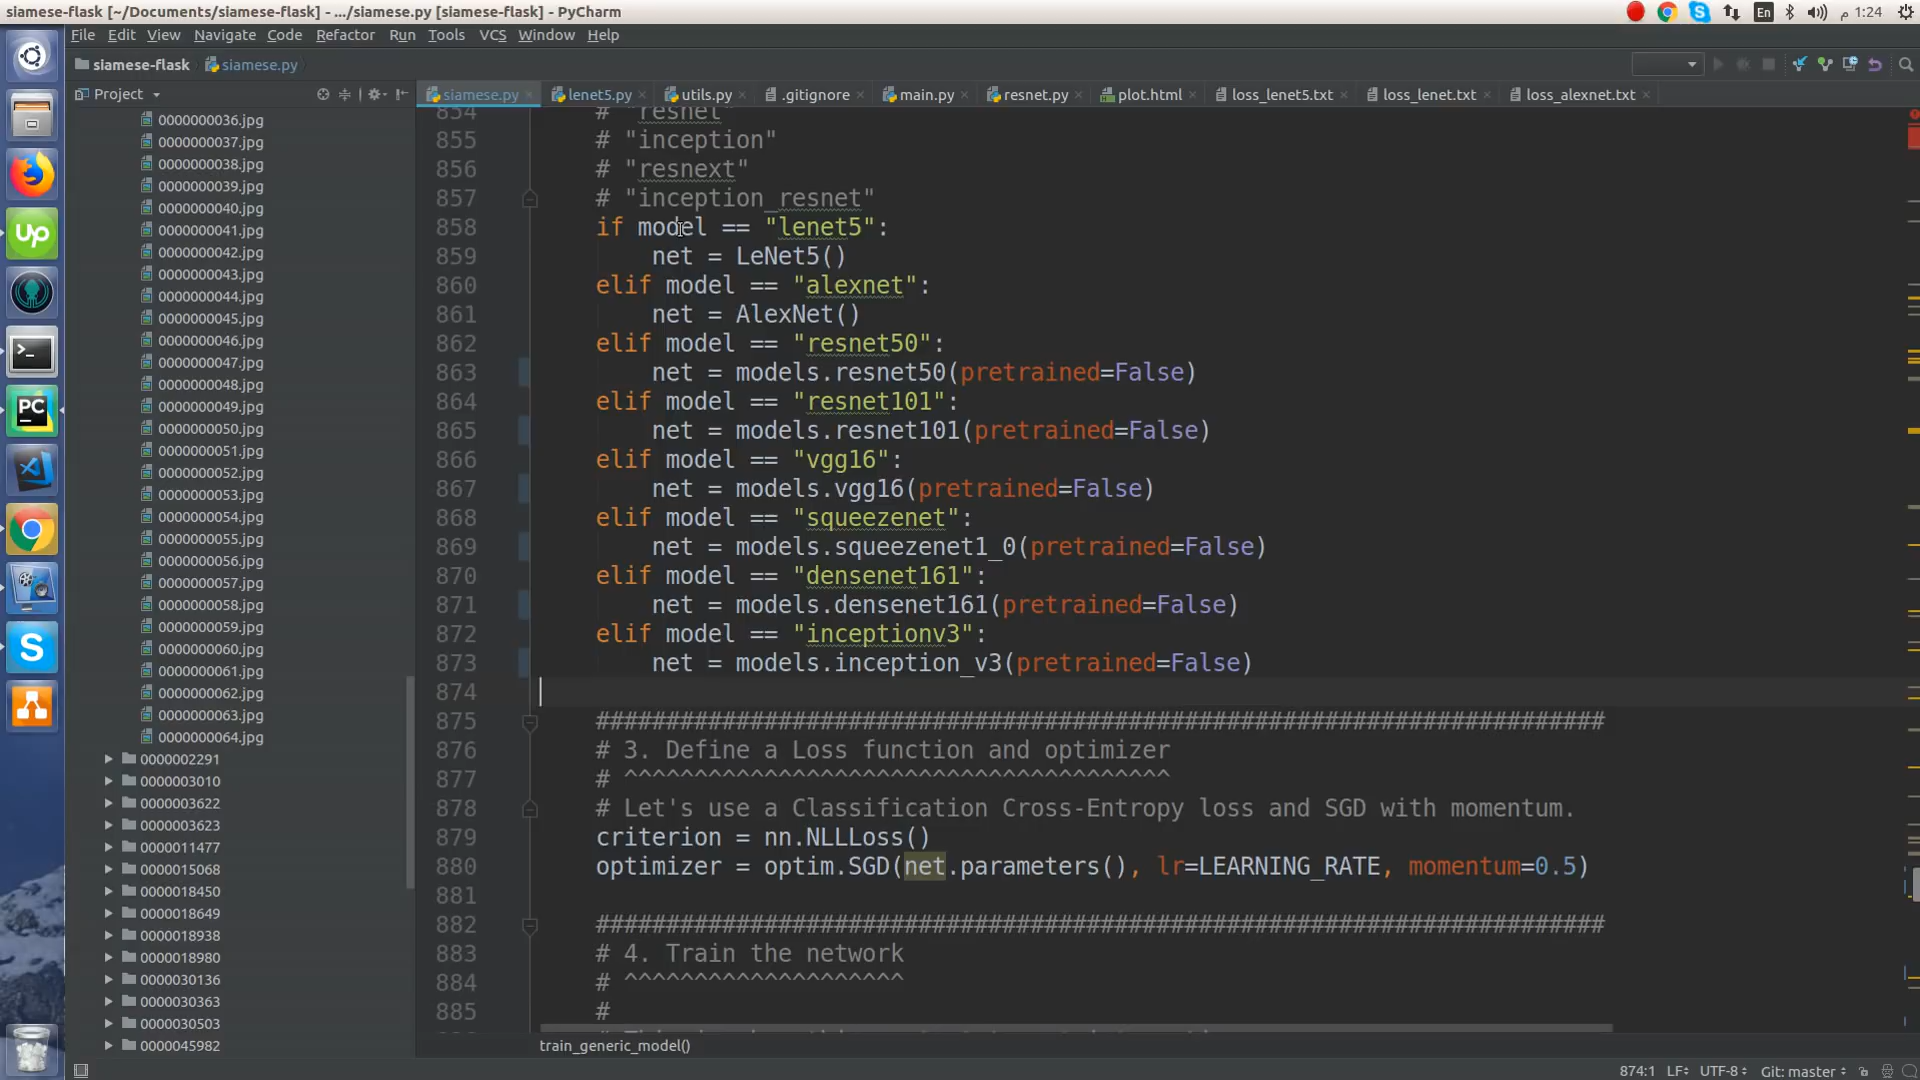 siamese-flask [~/Documents/siamese-flask] - .../siamese.py [siamese-flask] - PyCharm
En
1:24 م
File Edit View Navigate Code Refactor Run Tools VCS Window Help
siamese-flask siamese.py
Project
siamese.py lenet5.py utils.py .gitignore main.py resnet.py plot.html loss_lenet5.txt loss_lenet.txt loss_alexnet.txt
0000000036.jpg
0000000037.jpg
0000000038.jpg
0000000039.jpg
0000000040.jpg
0000000041.jpg
0000000042.jpg
0000000043.jpg
0000000044.jpg
0000000045.jpg
0000000046.jpg
0000000047.jpg
0000000048.jpg
0000000049.jpg
0000000050.jpg
0000000051.jpg
0000000052.jpg
0000000053.jpg
0000000054.jpg
0000000055.jpg
0000000056.jpg
0000000057.jpg
0000000058.jpg
0000000059.jpg
0000000060.jpg
0000000061.jpg
0000000062.jpg
0000000063.jpg
0000000064.jpg
0000002291
0000003010
0000003622
0000003623
0000011477
0000015068
0000018450
0000018649
0000018938
0000018980
0000030136
0000030363
0000030503
0000045982
854 # "resnet"
855 # "inception"
856 # "resnext"
857 # "inception_resnet"
858 if model == "lenet5":
859 net = LeNet5()
860 elif model == "alexnet":
861 net = AlexNet()
862 elif model == "resnet50":
863 net = models.resnet50(pretrained=False)
864 elif model == "resnet101":
865 net = models.resnet101(pretrained=False)
866 elif model == "vgg16":
867 net = models.vgg16(pretrained=False)
868 elif model == "squeezenet":
869 net = models.squeezenet1_0(pretrained=False)
870 elif model == "densenet161":
871 net = models.densenet161(pretrained=False)
872 elif model == "inceptionv3":
873 net = models.inception_v3(pretrained=False)
874
875 ########################################################################
876 # 3. Define a Loss function and optimizer
877 # ^^^^^^^^^^^^^^^^^^^^^^^^^^^^^^^^^^^^^^^
878 # Let's use a Classification Cross-Entropy loss and SGD with momentum.
879 criterion = nn.NLLLoss()
880 optimizer = optim.SGD(net.parameters(), lr=LEARNING_RATE, momentum=0.5)
881
882 ########################################################################
883 # 4. Train the network
884 # ^^^^^^^^^^^^^^^^^^^^
885 #
train_generic_model()
874:1 LF÷ UTF-8 Git: master
up
PC
S